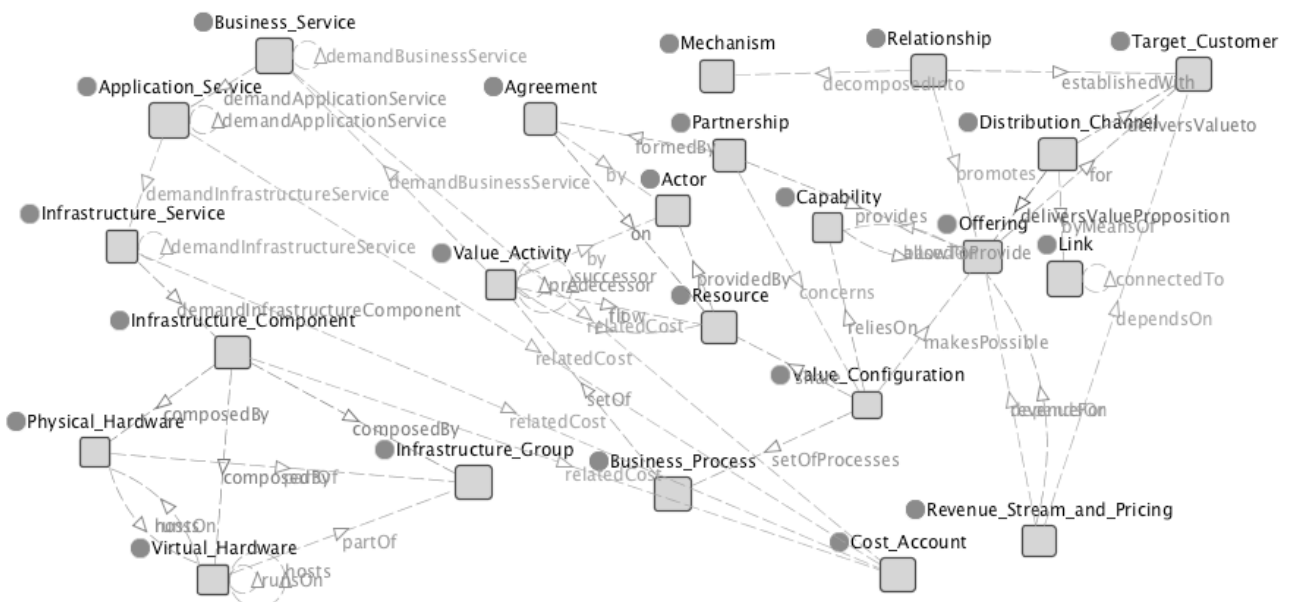 Business_Service
Relationship
Target_Customer
Mechanism
demandBusinessService
decomposedInto
establishedWith
Application_Service
Agreement
demandApplicationService
demandApplicationService
Partnership
Distribution_Channel
deliversValueto
formedBy
by
Actor
promotes
for
demandInfrastructureService
demandBusinessService
Capability
Infrastructure_Service
provides
deliversValueProposition
Offering
byMeansOf
on
Link
demandInfrastructureService
Value_Activity
by
successor
predecessor
providedBy
connectedTo
Resource
concerns
demandInfrastructureComponent
Infrastructure_Component
flow
relatedCost
reliesOn
dependsOn
makesPossible
relatedCost
Value_Configuration
share
setOf
composedBy
Physical_Hardware
composedBy
relatedCost
revenueFor
Infrastructure_Group
Business_Process
setOfProcesses
composedBy
partOf
relatedCost
Revenue_Stream_and_Pricing
Virtual_Hardware
partOf
Cost_Account
hosts
runsOn